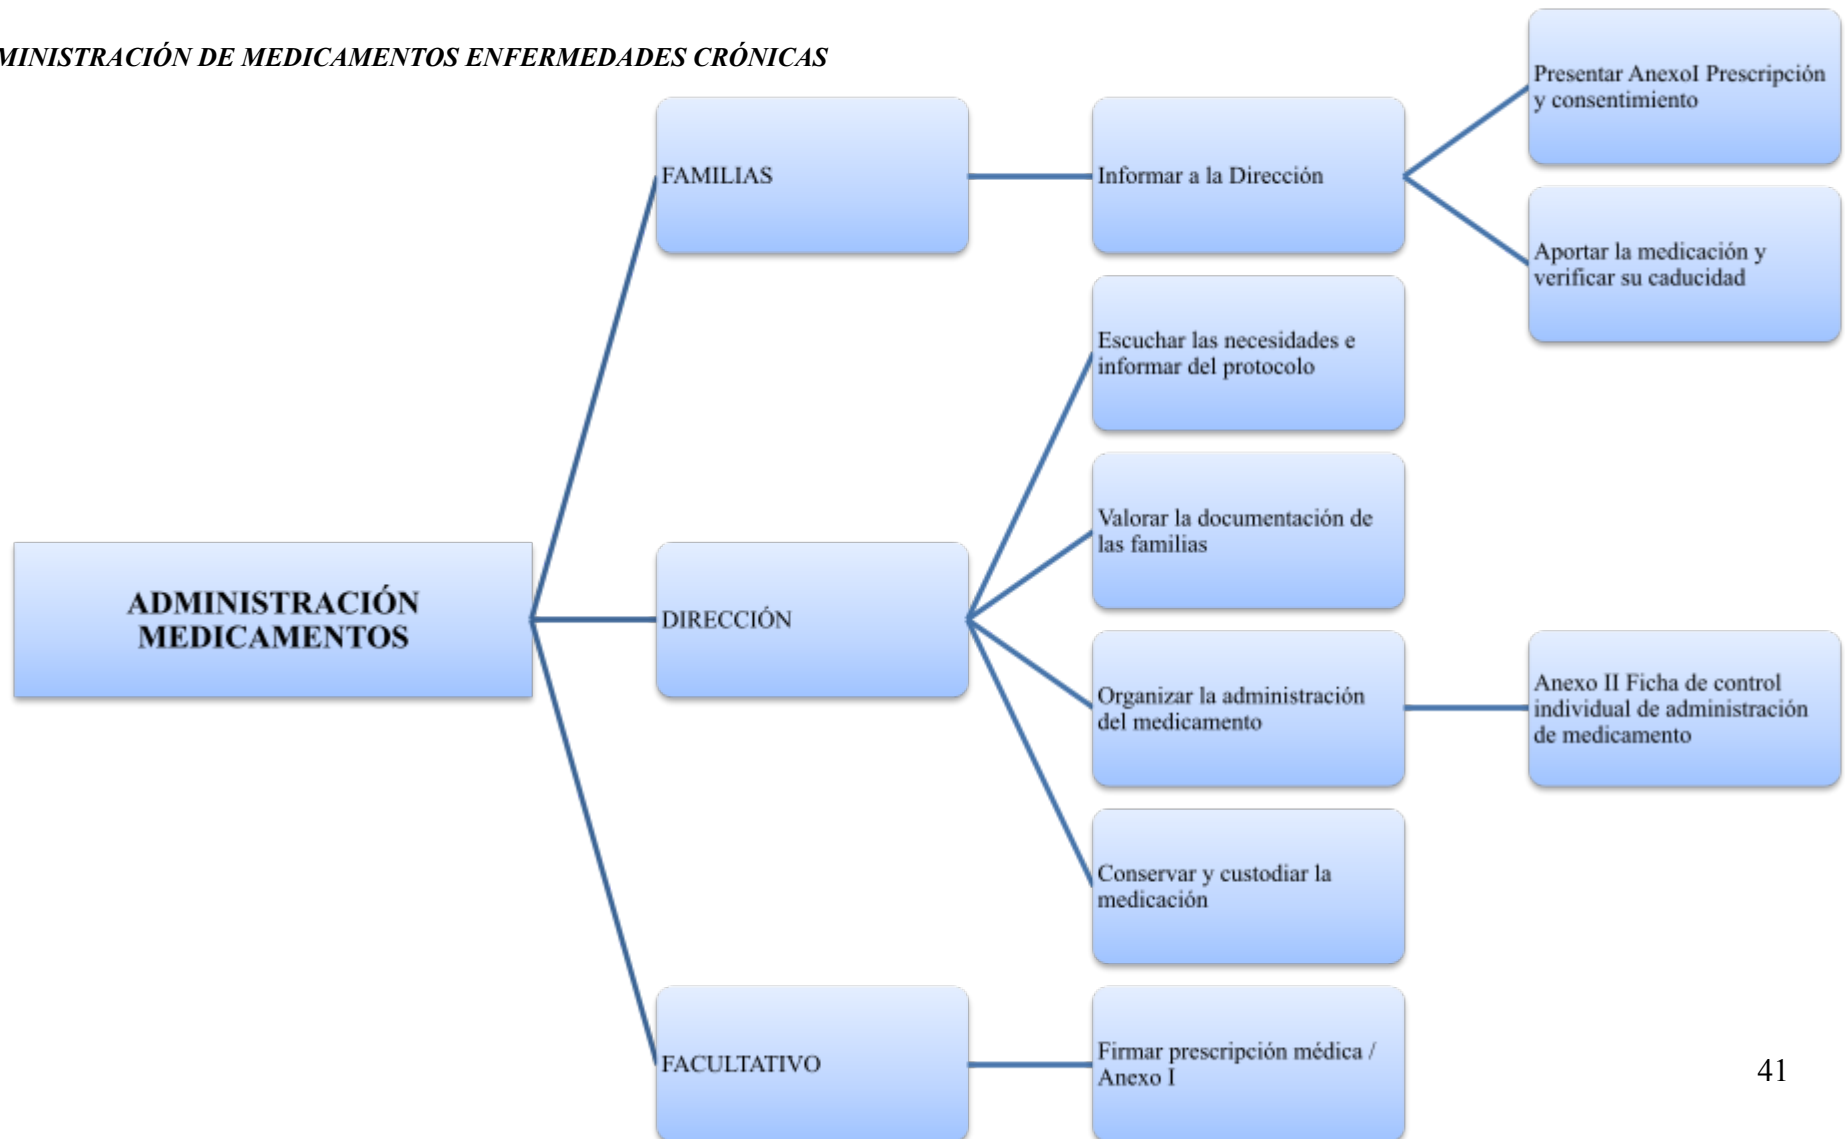 MINISTRACIÓN DE MEDICAMENTOS ENFERMEDADES CRÓNICAS
Presentar AnexoI Prescripción
y consentimiento
FAMILIAS
Informar a la Dirección
Aportar la medicación y
verificar su caducidad
Escuchar las necesidades e
informar del protocolo
Valorar la documentación de
las familias
ADMINISTRACIÓN
MEDICAMENTOS
DIRECCIÓN
Organizar la administración
del medicamento
Anexo II Ficha de control
individual de administración
de medicamento
Conservar y custodiar la
medicación
FACULTATIVO
Firmar prescripción médica /
Anexo I
41